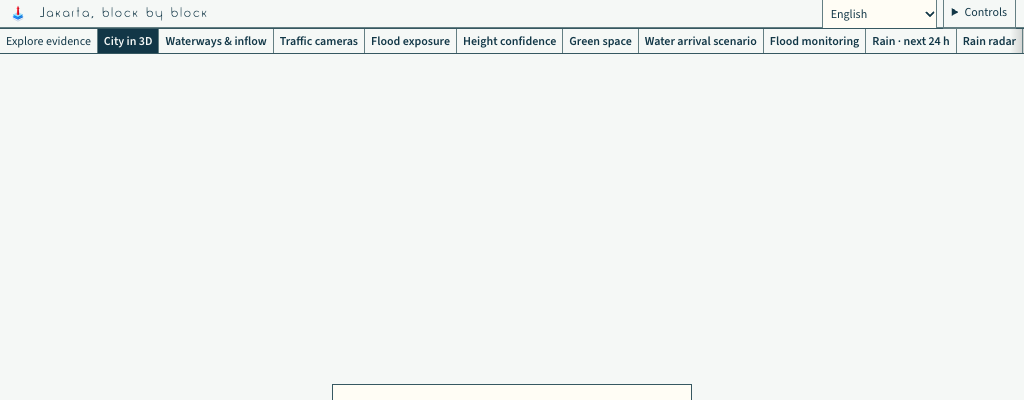 Jakarta, block by block
English
▶ Controls
Explore evidence City in 3D Waterways & inflow Traffic cameras Flood exposure Height confidence Green space Water arrival scenario Flood monitoring Rain · next 24 h Rain radar